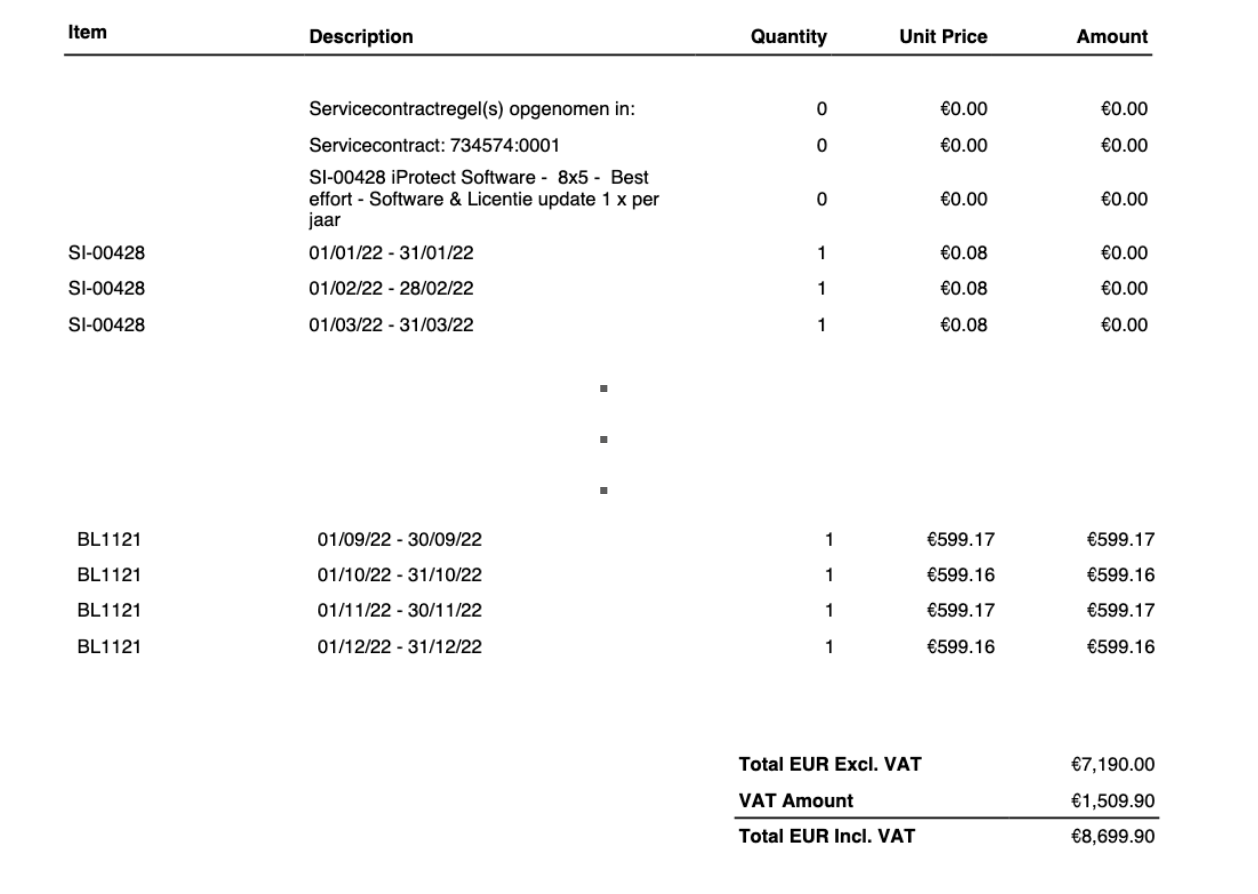 Item Description Quantity Unit Price Amount
Servicecontractregel(s) opgenomen in: 0 €0.00 €0.00
Servicecontract: 734574:0001 0 €0.00 €0.00
SI-00428 iProtect Software - 8x5 - Best
effort - Software & Licentie update 1 x per 0 €0.00 €0.00
jaar
SI-00428 01/01/22 - 31/01/22 1 €0.08 €0.00
SI-00428 01/02/22 - 28/02/22 1 €0.08 €0.00
SI-00428 01/03/22 - 31/03/22 1 €0.08 €0.00
BL1121 01/09/22 - 30/09/22 1 €599.17 €599.17
BL1121 01/10/22 - 31/10/22 1 €599.16 €599.16
BL1121 01/11/22 - 30/11/22 1 €599.17 €599.17
BL1121 01/12/22 - 31/12/22 1 €599.16 €599.16
Total EUR Excl. VAT €7,190.00
VAT Amount €1,509.90
Total EUR Incl. VAT €8,699.90